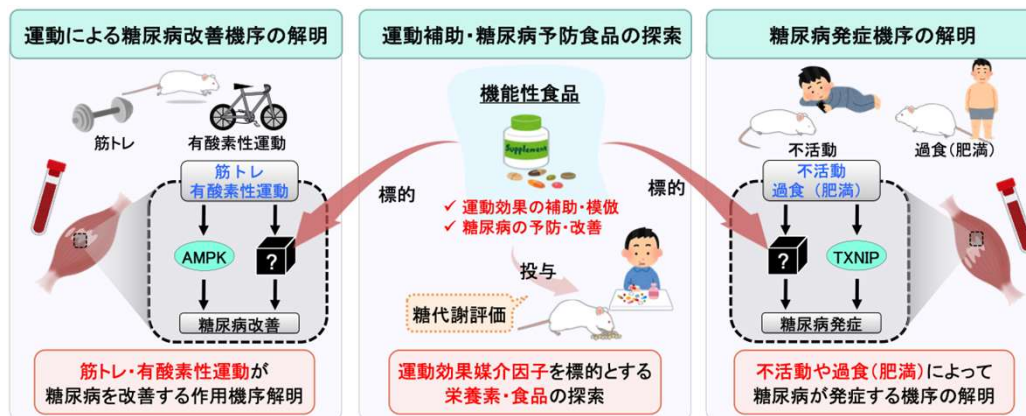 運動による糖尿病改善機序の解明
筋トレ
有酸素性運動
筋トレ
有酸素性運動
AMPK
?
糖尿病改善
筋トレ・有酸素性運動が
糖尿病を改善する作用機序解明
運動補助・糖尿病予防食品の探索
機能性食品
Supplement
標的
標的
✓ 運動効果の補助・模倣
✓ 糖尿病の予防・改善
投与
糖代謝評価
運動効果媒介因子を標的とする
栄養素・食品の探索
糖尿病発症機序の解明
不活動
過食(肥満)
不活動
過食(肥満)
?
TXNIP
糖尿病発症
不活動や過食(肥満)によって
糖尿病が発症する機序の解明